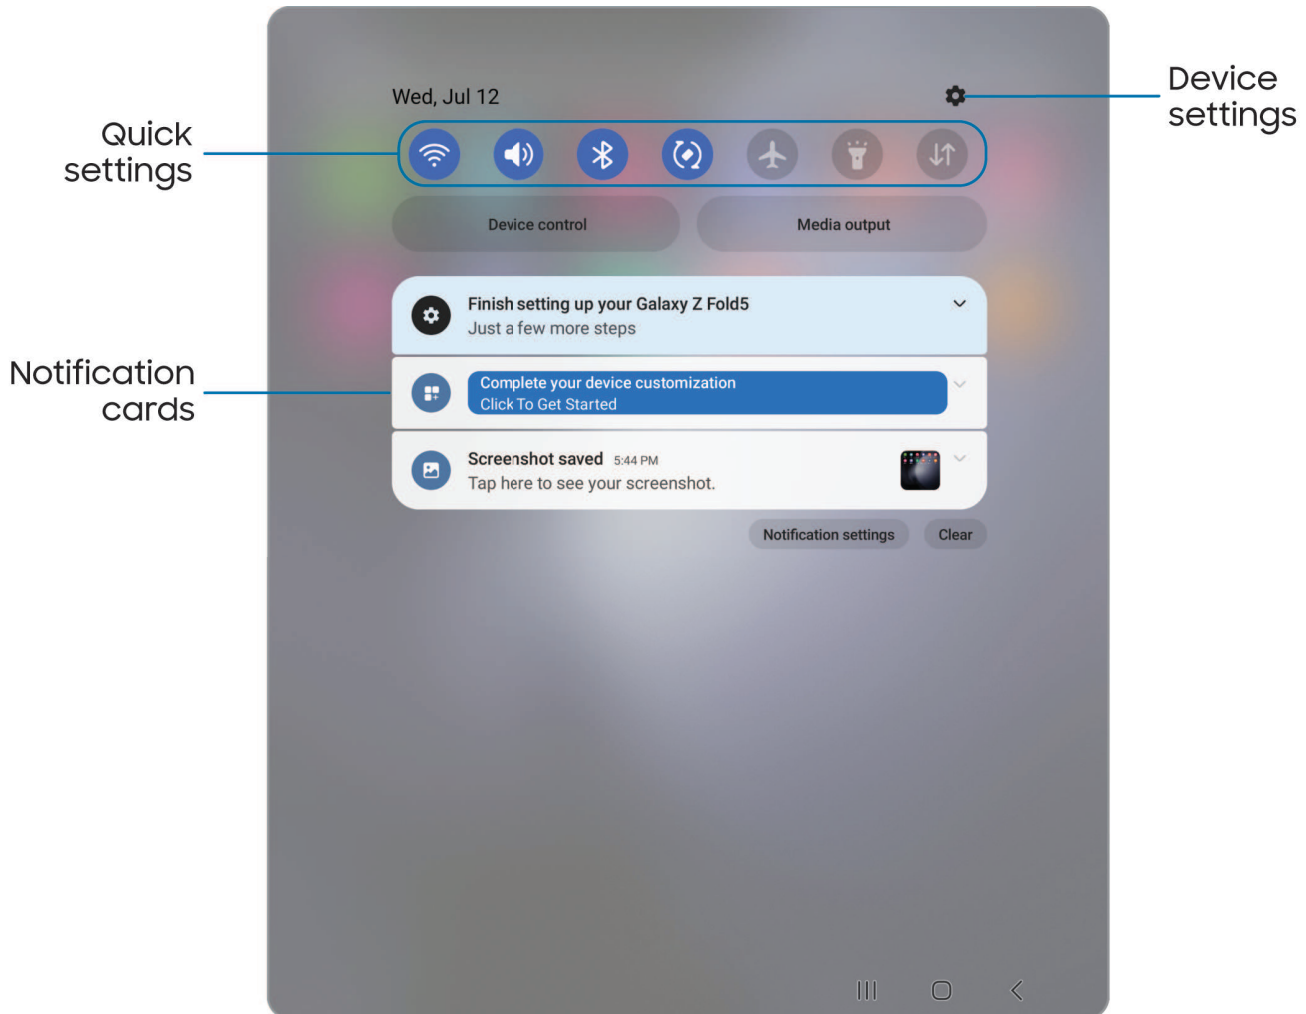 Wed, Jul 12
Device
settings
Quick
settings
Device control
Media output
Finish setting up your Galaxy Z Fold5
Just a few more steps
Notification
cards
Complete your device customization
Click To Get Started
Screenshot saved 5:44 PM
Tap here to see your screenshot.
Notification settings
Clear